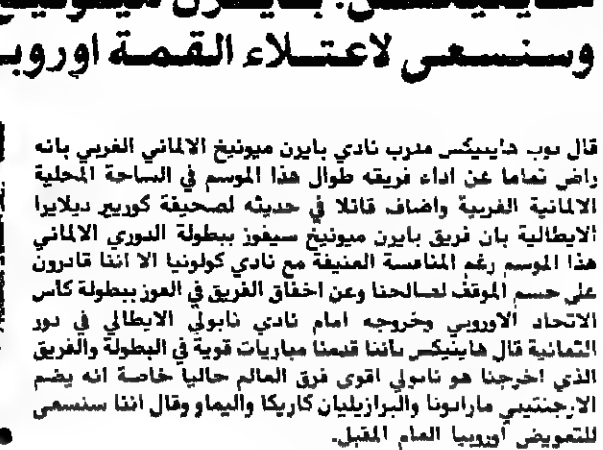 هاينيكس: بايرن ميونيخ
وسنسعى لاعتلاء القمة اوروبـ
قال يوب هاينيكس مدرب نادي بايرن ميونيخ الالماني الغربي بانه
راض تماما عن اداء فريقه طوال هذا الموسم في الساحة المحلية
الالمانية الغربية واضاف قائلا في حديثه لصحيفة كوريير ديلايرا
الايطالية بان فريق بايرن ميونيخ سيفوز ببطولة الدوري الالماني
هذا الموسم رغم المنافسة العنيفة مع نادي كولونيا الا اننا قادرون
على حسم الموقف لصالحنا وعن اخفاق الفريق في الفوز ببطولة كاس
الاتحاد الاوروبي وخروجه امام نادي نابولي الايطالي في دور
الثمانية قال هاينيكس باننا قدمنا مباريات قوية في البطولة والفريق
الذي اخرجنا هو نابولي اقوى فرق العالم حاليا خاصة انه يضم
الارجنتيني مارادونا والبرازيليان كاريكا واليماو وقال اننا سنسعى
للتعويض أوروبيا العام المقبل.